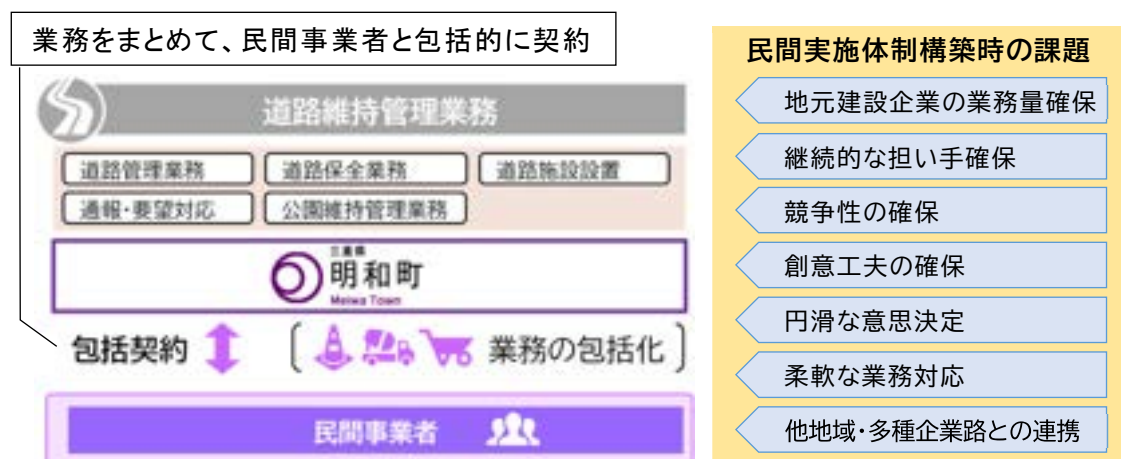 業務をまとめて、民間事業者と包括的に契約
道路維持管理業務
道路管理業務
道路保全業務
道路施設設置
通報・要望対応
公園維持管理業務
三重県
明和町
Meiwa Town
包括契約
業務の包括化
民間事業者
民間実施体制構築時の課題
地元建設企業の業務量確保
継続的な担い手確保
競争性の確保
創意工夫の確保
円滑な意思決定
柔軟な業務対応
他地域・多種企業路との連携